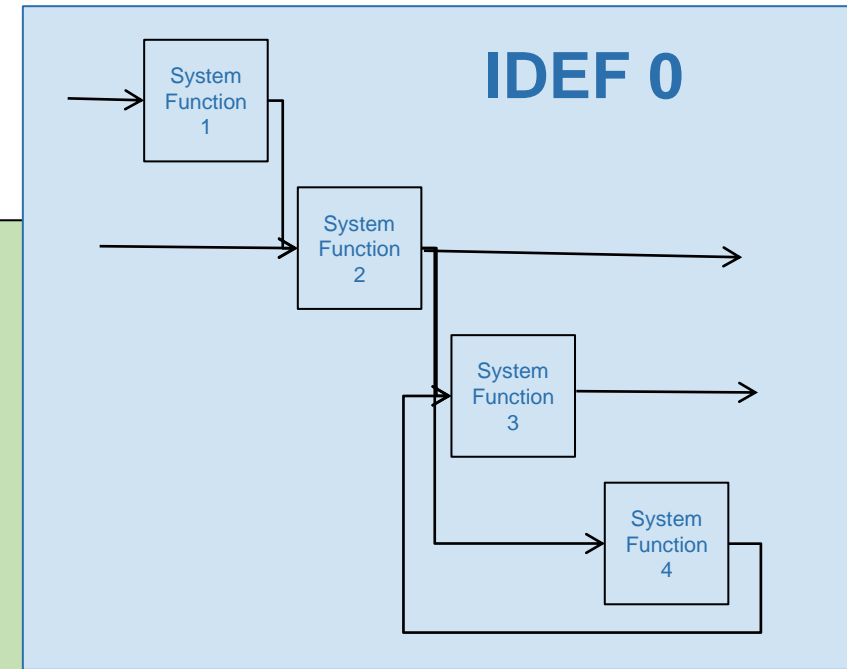 IDEF 0
System
Function
1
System
Function
2
System
Function
3
System
Function
4